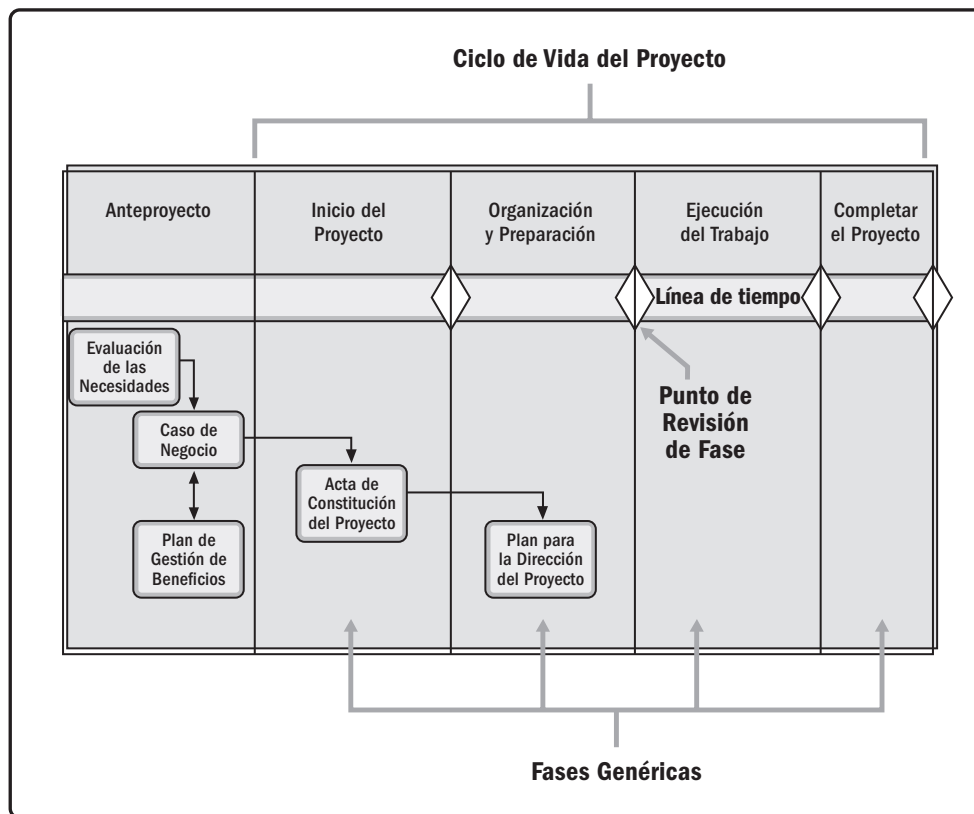 Ciclo de Vida del Proyecto
Anteproyecto
Inicio del
Proyecto
Organización
y Preparación
Ejecución
del Trabajo
Completar
el Proyecto
Línea de tiempo
Evaluación
de las
Necesidades
Caso de
Negocio
Plan de
Gestión de
Beneficios
Acta de
Constitución
del Proyecto
Plan para
la Dirección
del Proyecto
Punto de
Revisión
de Fase
Fases Genéricas